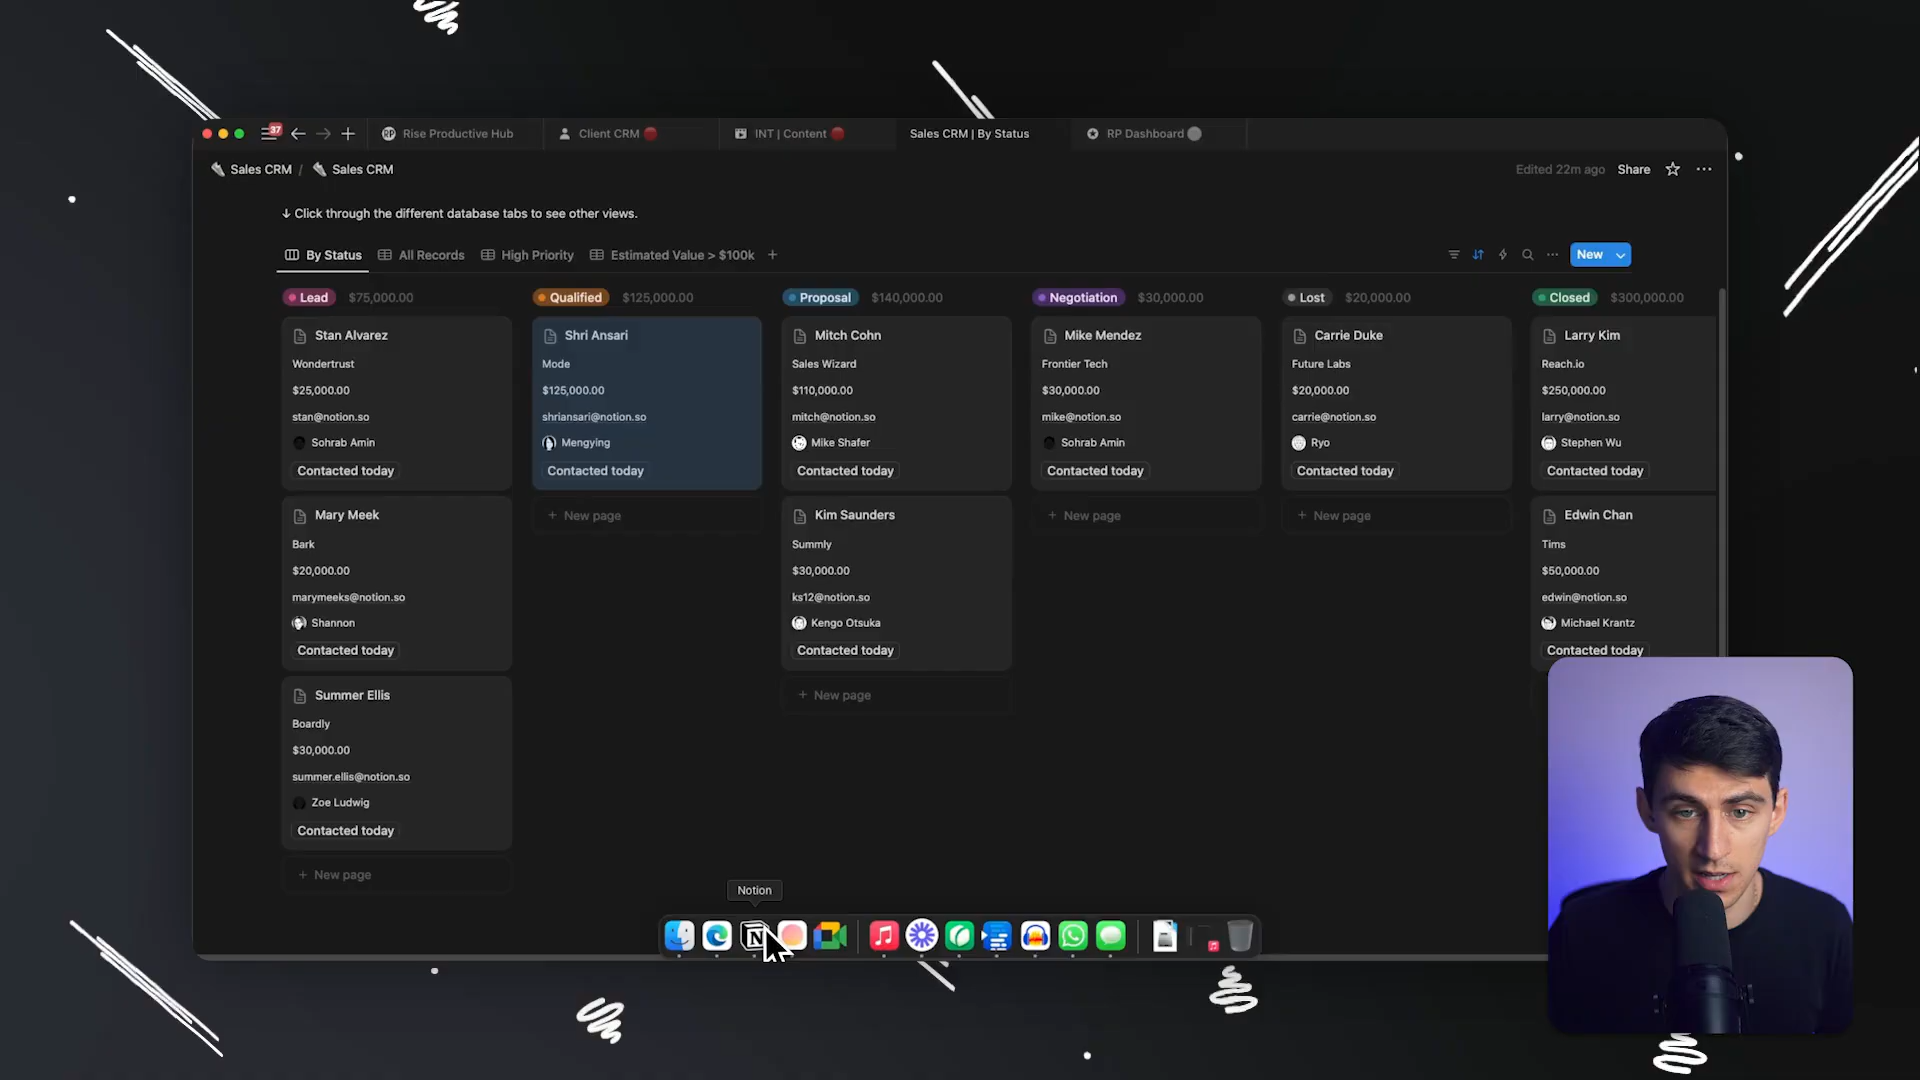 37
RP Rise Productive Hub
Client CRM
INT | Content
Sales CRM | By Status
RP Dashboard
Sales CRM / Sales CRM
Edited 22m ago
Share
↓ Click through the different database tabs to see other views.
By Status
All Records
High Priority
Estimated Value > $100k
New
Lead $75,000.00
Stan Alvarez
Wondertrust
$25,000.00
stan@notion.so
Sohrab Amin
Contacted today
Mary Meek
Bark
$20,000.00
marymeeks@notion.so
Shannon
Contacted today
Summer Ellis
Boardly
$30,000.00
summer.ellis@notion.so
Zoe Ludwig
Contacted today
+ New page
Qualified $125,000.00
Shri Ansari
Mode
$125,000.00
shriansari@notion.so
Mengying
Contacted today
+ New page
Proposal $140,000.00
Mitch Cohn
Sales Wizard
$110,000.00
mitch@notion.so
Mike Shafer
Contacted today
Kim Saunders
Summly
$30,000.00
ks12@notion.so
Kengo Otsuka
Contacted today
+ New page
Negotiation $30,000.00
Mike Mendez
Frontier Tech
$30,000.00
mike@notion.so
Sohrab Amin
Contacted today
+ New page
Lost $20,000.00
Carrie Duke
Future Labs
$20,000.00
carrie@notion.so
Ryo
Contacted today
+ New page
Closed $300,000.00
Larry Kim
Reach.io
$250,000.00
larry@notion.so
Stephen Wu
Contacted today
Edwin Chan
Tims
$50,000.00
edwin@notion.so
Michael Krantz
Contacted today
Notion
N